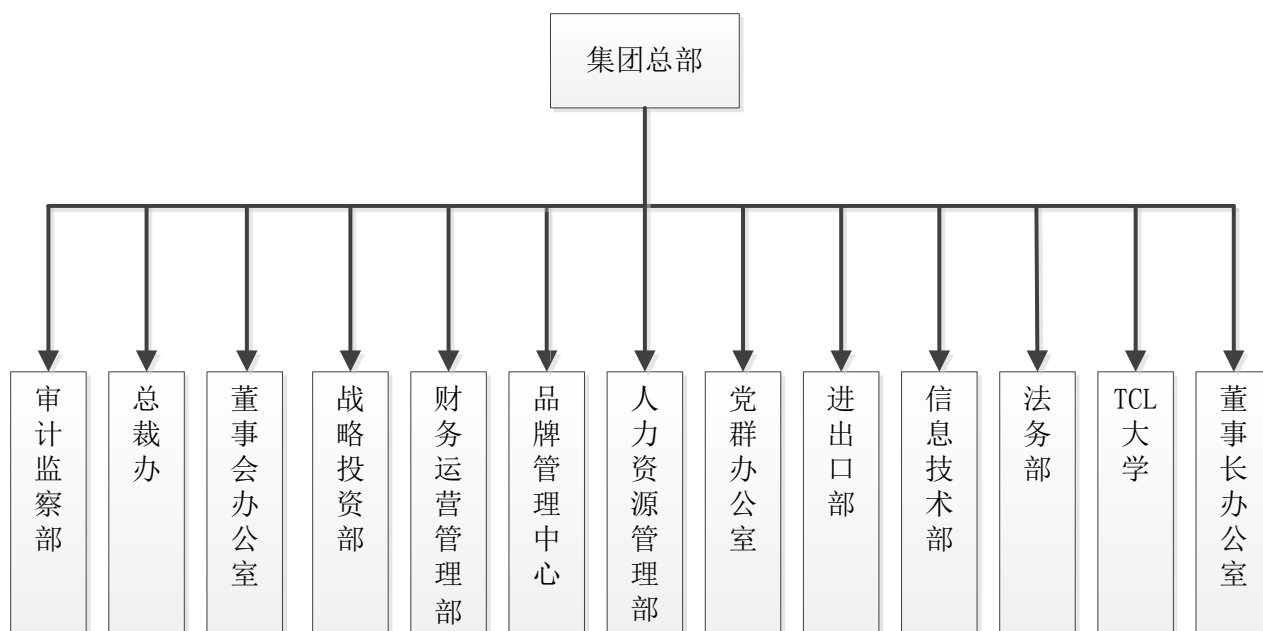 集团总部
审计监察部
总裁办
董事会办公室
战略投资部
财务运营管理部
品牌管理中心
人力资源管理部
党群办公室
进出口部
信息技术部
法务部
TCL大学
董事长办公室